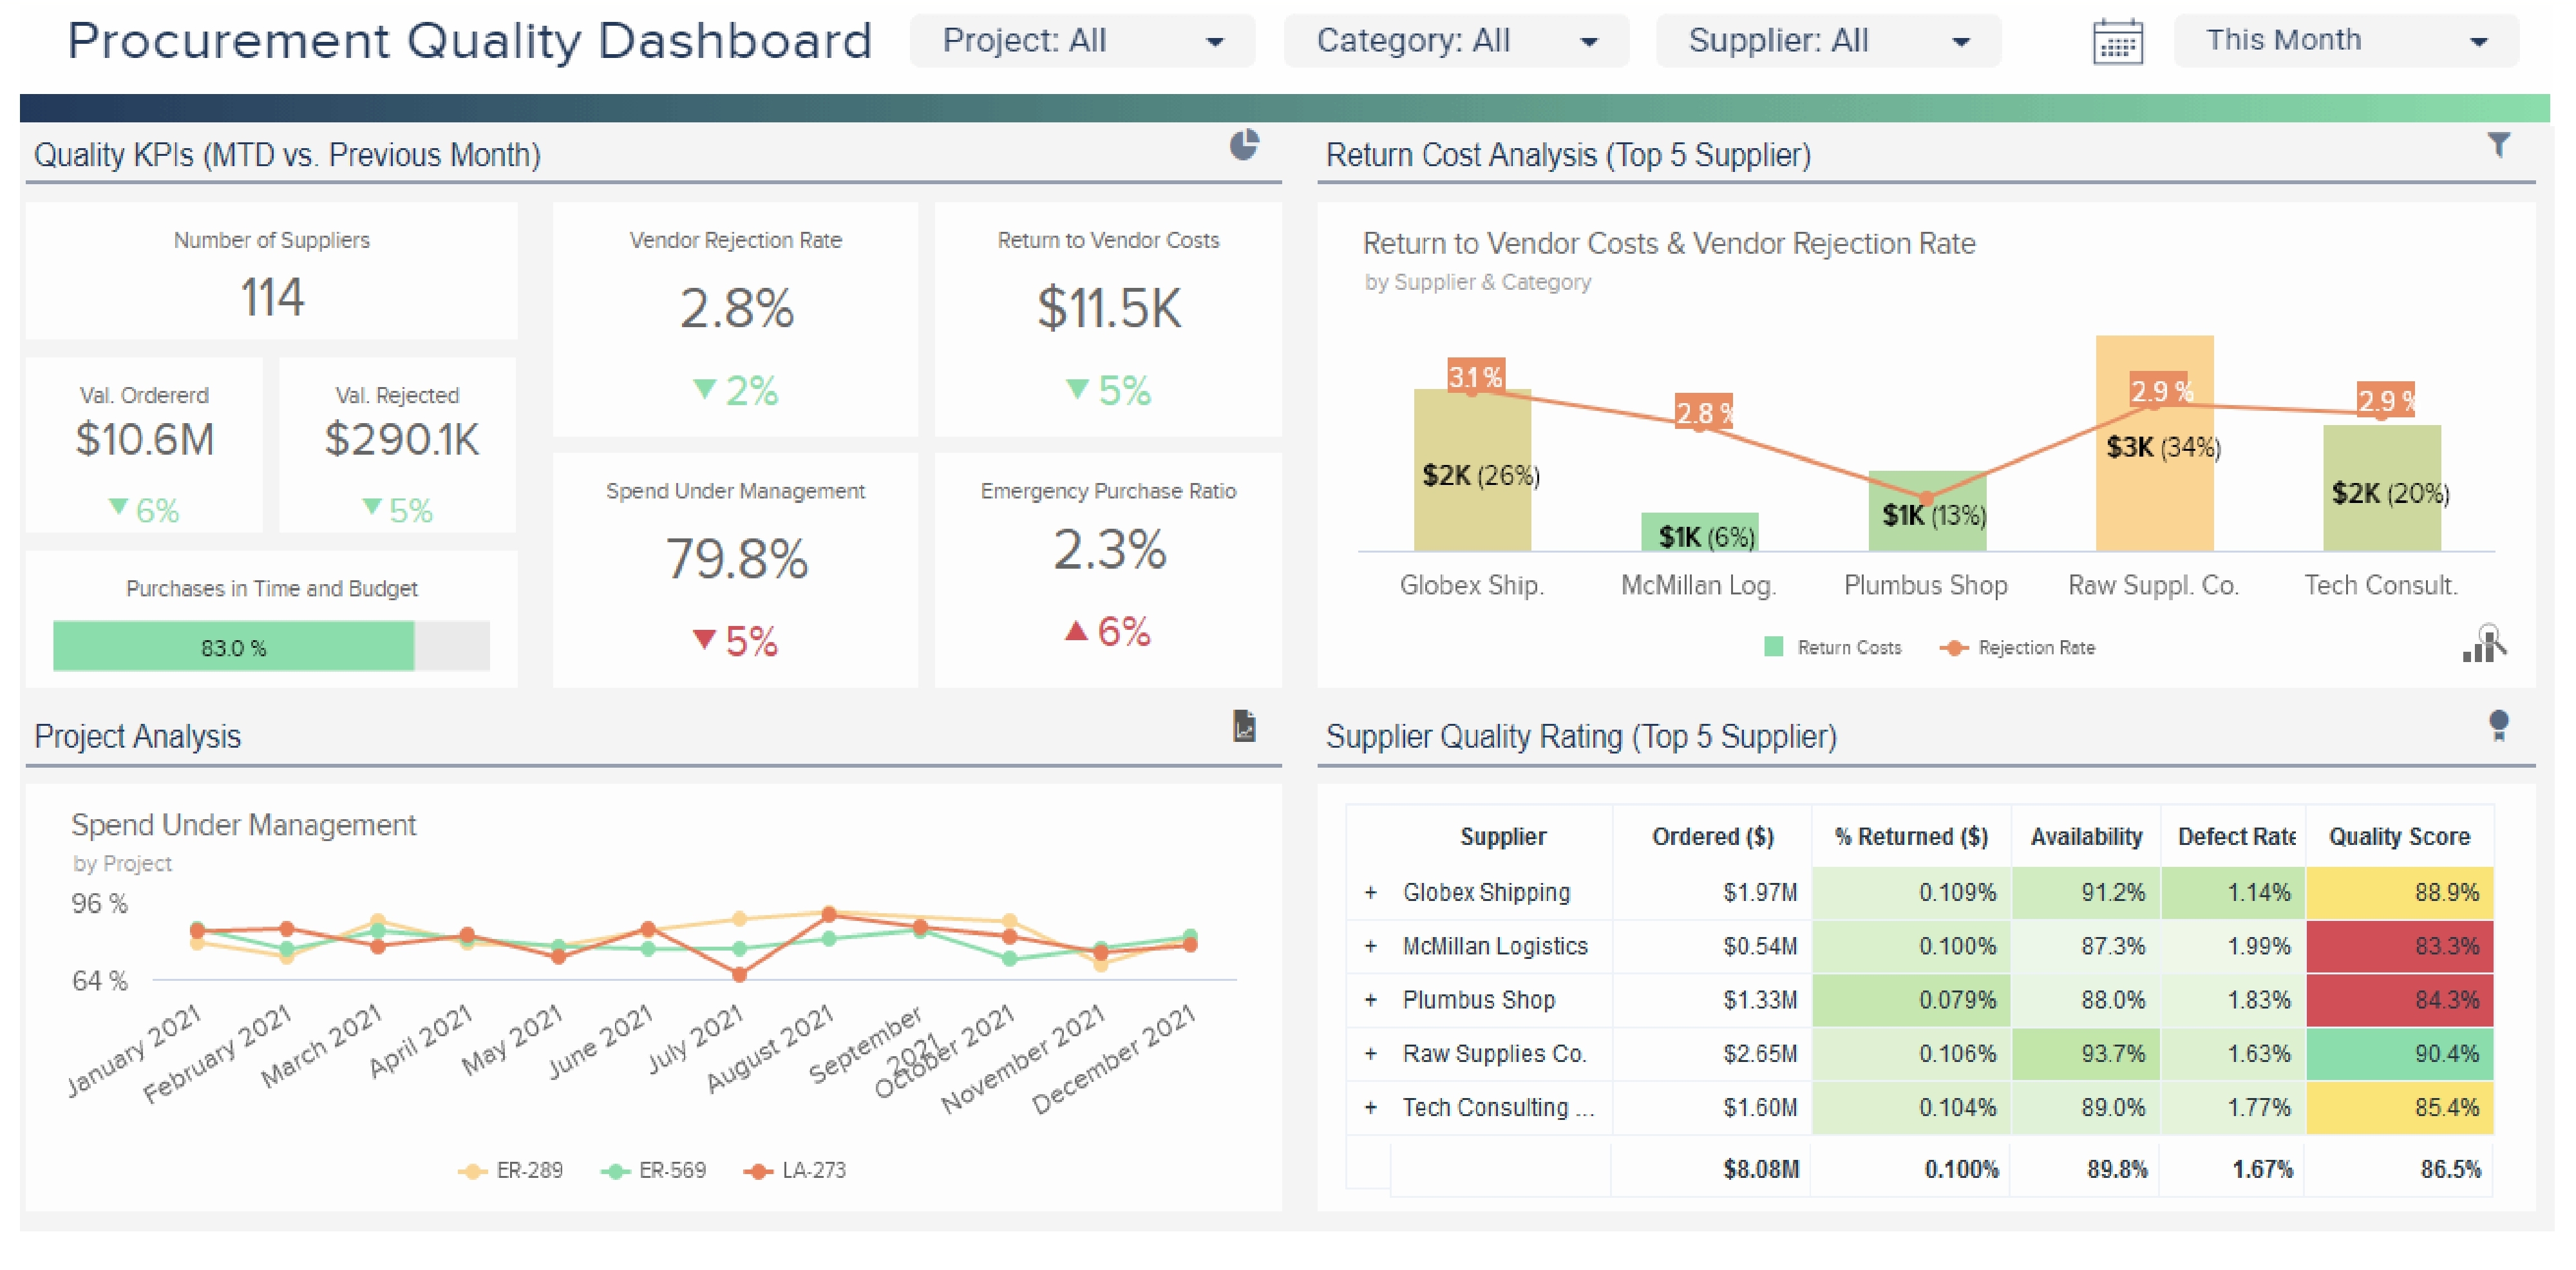 Procurement Quality Dashboard
Project: All
Category: All
Supplier: All
This Month
Quality KPIs (MTD vs. Previous Month)
Number of Suppliers
114
Val. Ordererd
$10.6M
▼ 6%
Val. Rejected
$290.1K
▼ 5%
Purchases in Time and Budget
83.0 %
Vendor Rejection Rate
2.8%
▼ 2%
Return to Vendor Costs
$11.5K
▼ 5%
Spend Under Management
79.8%
▼ 5%
Emergency Purchase Ratio
2.3%
▲ 6%
Return Cost Analysis (Top 5 Supplier)
Return to Vendor Costs & Vendor Rejection Rate
by Supplier & Category
3.1 %
2.8 %
2.9 %
2.9 %
$2K (26%)
$1K (6%)
$1K (13%)
$3K (34%)
$2K (20%)
Globex Ship.
McMillan Log.
Plumbus Shop
Raw Suppl. Co.
Tech Consult.
Return Costs
Rejection Rate
Project Analysis
Spend Under Management
by Project
96 %
64 %
January 2021
February 2021
March 2021
April 2021
May 2021
June 2021
July 2021
August 2021
September
2021
October 2021
November 2021
December 2021
ER-289
ER-569
LA-273
Supplier Quality Rating (Top 5 Supplier)
Supplier Ordered ($) % Returned ($) Availability Defect Rate Quality Score
+ Globex Shipping $1.97M 0.109% 91.2% 1.14% 88.9%
+ McMillan Logistics $0.54M 0.100% 87.3% 1.99% 83.3%
+ Plumbus Shop $1.33M 0.079% 88.0% 1.83% 84.3%
+ Raw Supplies Co. $2.65M 0.106% 93.7% 1.63% 90.4%
+ Tech Consulting ... $1.60M 0.104% 89.0% 1.77% 85.4%
$8.08M 0.100% 89.8% 1.67% 86.5%